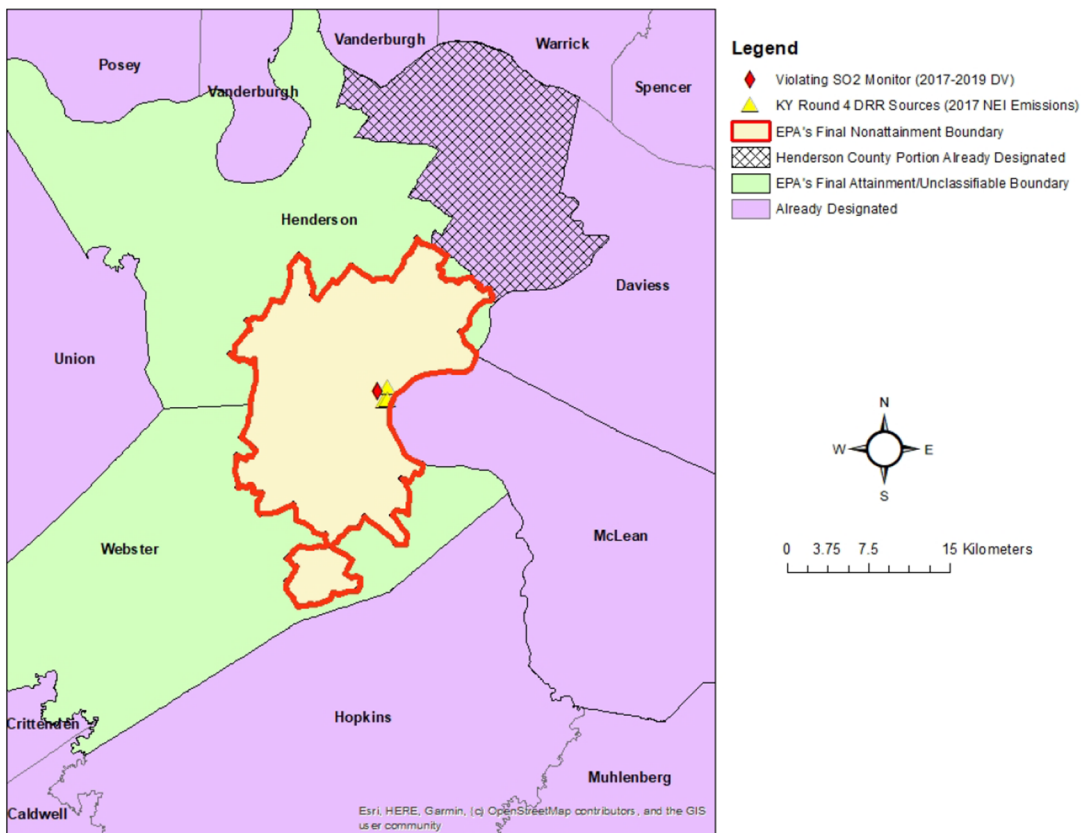 Vanderburgh
Warrick
Posey
Vanderburgh
Spencer
Henderson
Daviess
Union
Webster
McLean
Crittenden
Hopkins
Muhlenberg
Caldwell
Esri, HERE, Garmin, (c) OpenStreetMap contributors, and the GIS
user community
Legend
Violating SO2 Monitor (2017-2019 DV)
KY Round 4 DRR Sources (2017 NEI Emissions)
EPA's Final Nonattainment Boundary
Henderson County Portion Already Designated
EPA's Final Attainment/Unclassifiable Boundary
Already Designated
N
W E
S
0 3.75 7.5 15 Kilometers